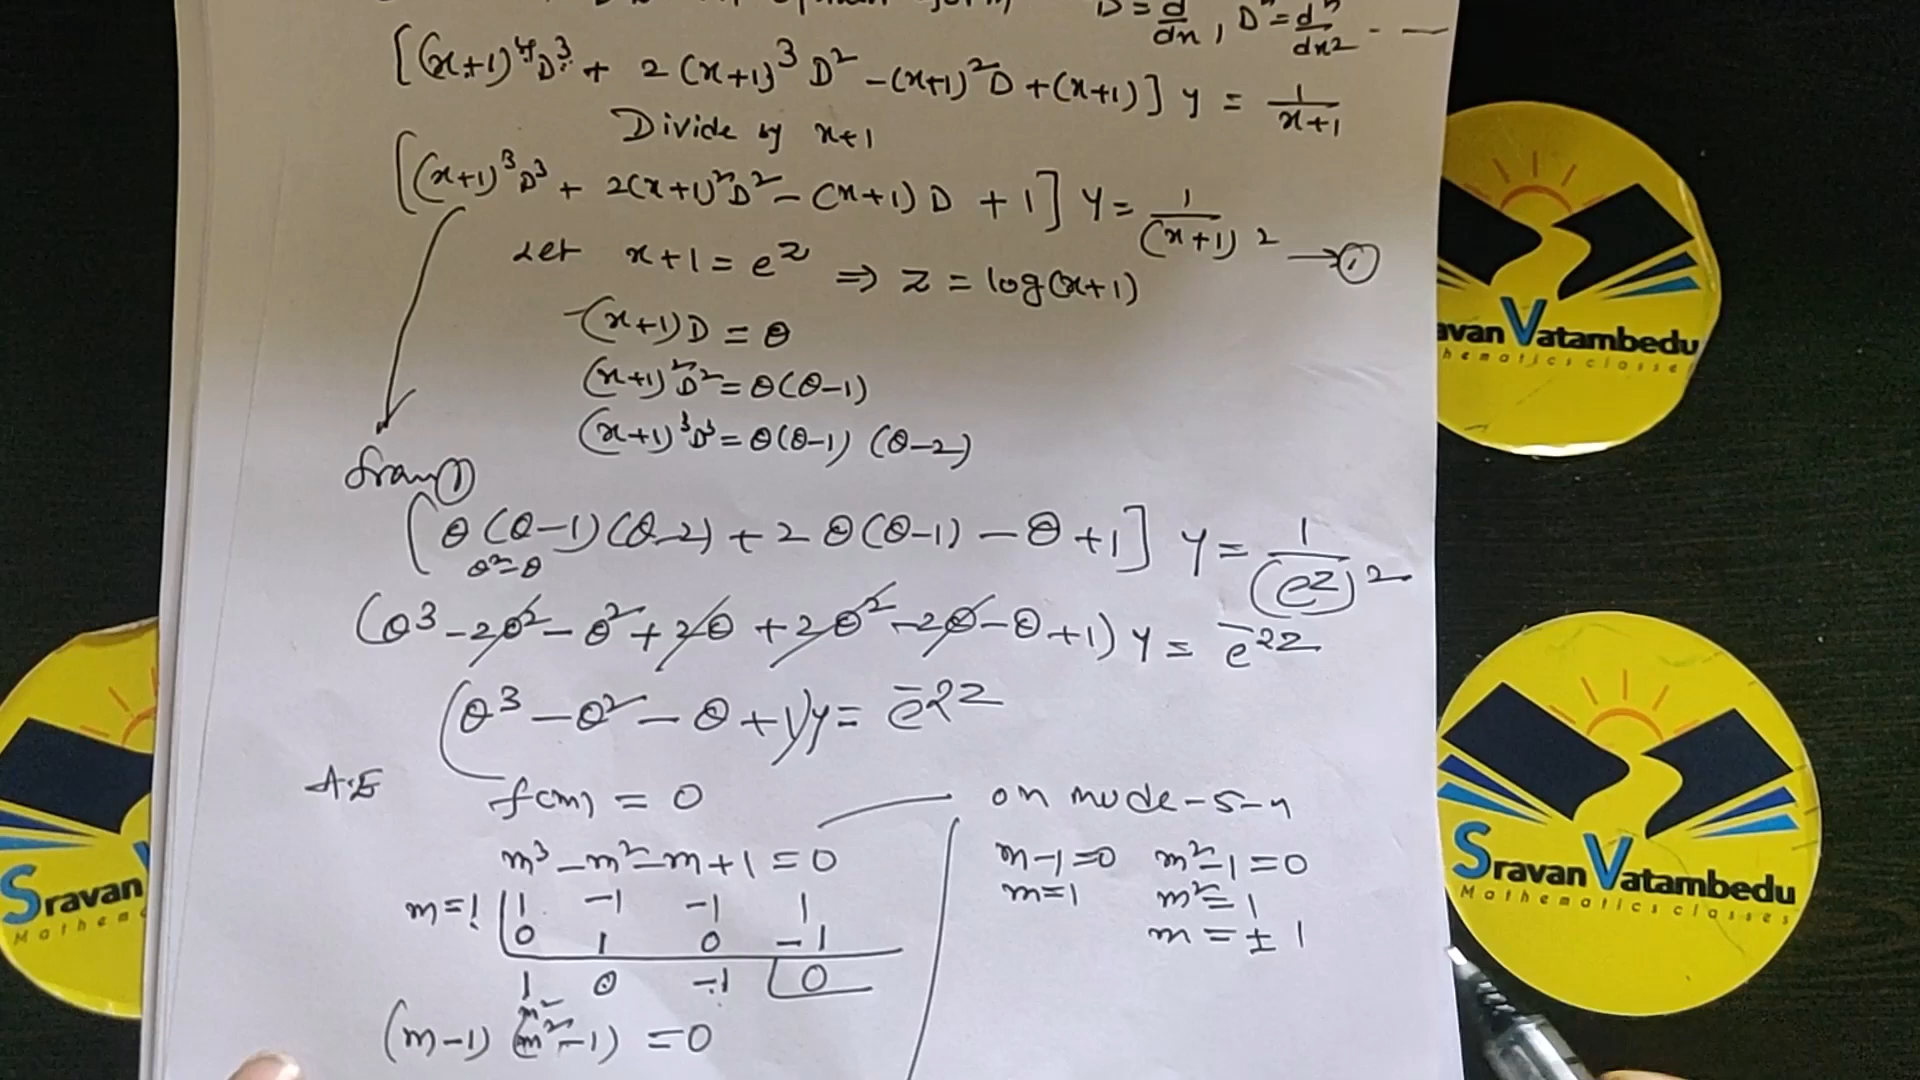 D = d/dx, D² = d²/dx² - —
[(x+1)⁴D³ + 2(x+1)³D² - (x+1)²D + (x+1)] y = 1/(x+1)
Divide by x+1
[(x+1)³D³ + 2(x+1)²D² - (x+1)D + 1] y = 1/(x+1)² → ①
Let x+1 = e^z ⇒ z = log(x+1)
(x+1)D = θ
(x+1)²D² = θ(θ-1)
(x+1)³D³ = θ(θ-1)(θ-2)
from ①
[θ(θ-1)(θ-2) + 2θ(θ-1) - θ + 1] y = 1/(e^z)²
θ²-θ
(θ³ - 2θ² - θ² + 2θ + 2θ² - 2θ - θ + 1) y = e^-2z
(θ³ - θ² - θ + 1)y = e^-2z
A.E f(m) = 0
m³ - m² - m + 1 = 0
m=1 | 1 -1 -1 1
0 1 0 -1
1 0 -1 | 0
m²
(m-1)(m²-1) = 0
on mode-5-4
m-1=0 m²-1=0
m=1 m²=1
m = ±1
Sravan Vatambedu
Mathematics classes
avan Vatambedu
hematics classe
Sravan V
Mathema